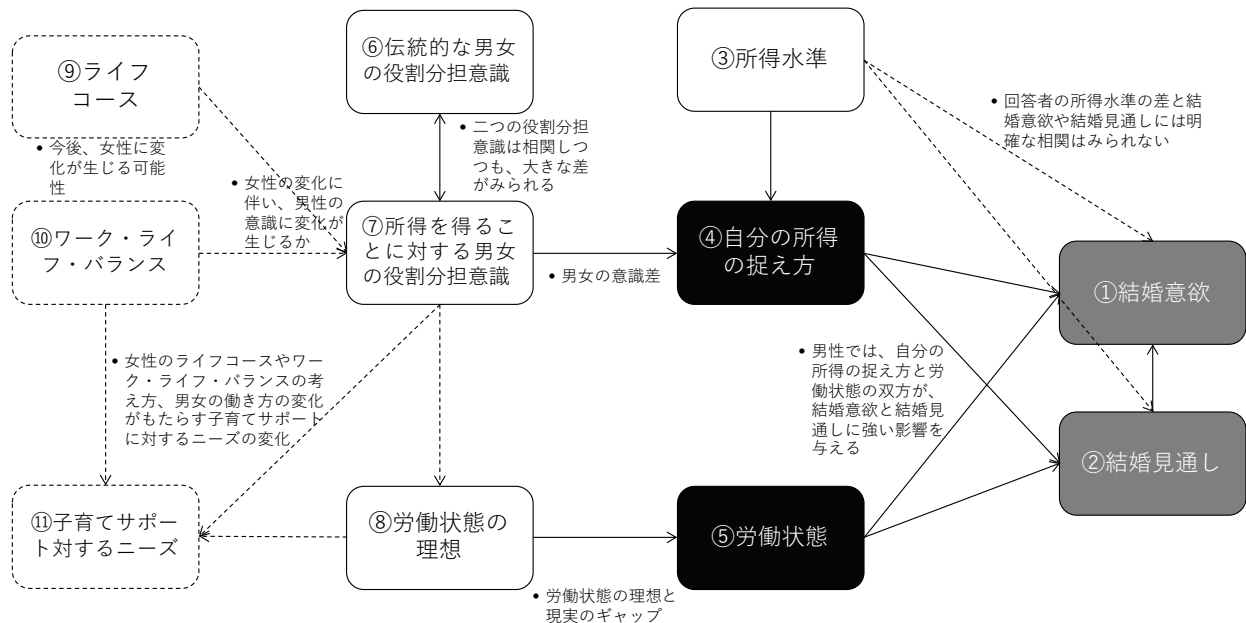 ⑨ライフ
コース
• 今後、女性に変
化が生じる可能
性
⑥伝統的な男女
の役割分担意識
• 二つの役割分担
意識は相関しつ
つも、大きな差
がみられる
③所得水準
• 回答者の所得水準の差と結
婚意欲や結婚見通しには明
確な相関はみられない
⑩ワーク・ライ
フ・バランス
• 女性の変化に
伴い、男性の
意識に変化が
生じるか
⑦所得を得るこ
とに対する男女
の役割分担意識
• 男女の意識差
④自分の所得
の捉え方
①結婚意欲
• 女性のライフコースやワー
ク・ライフ・バランスの考
え方、男女の働き方の変化
がもたらす子育てサポート
に対するニーズの変化
• 男性では、自分の
所得の捉え方と労
働状態の双方が、
結婚意欲と結婚見
通しに強い影響を
与える
②結婚見通し
⑪子育てサポー
ト対するニーズ
⑧労働状態の
理想
• 労働状態の理想と
現実のギャップ
⑤労働状態